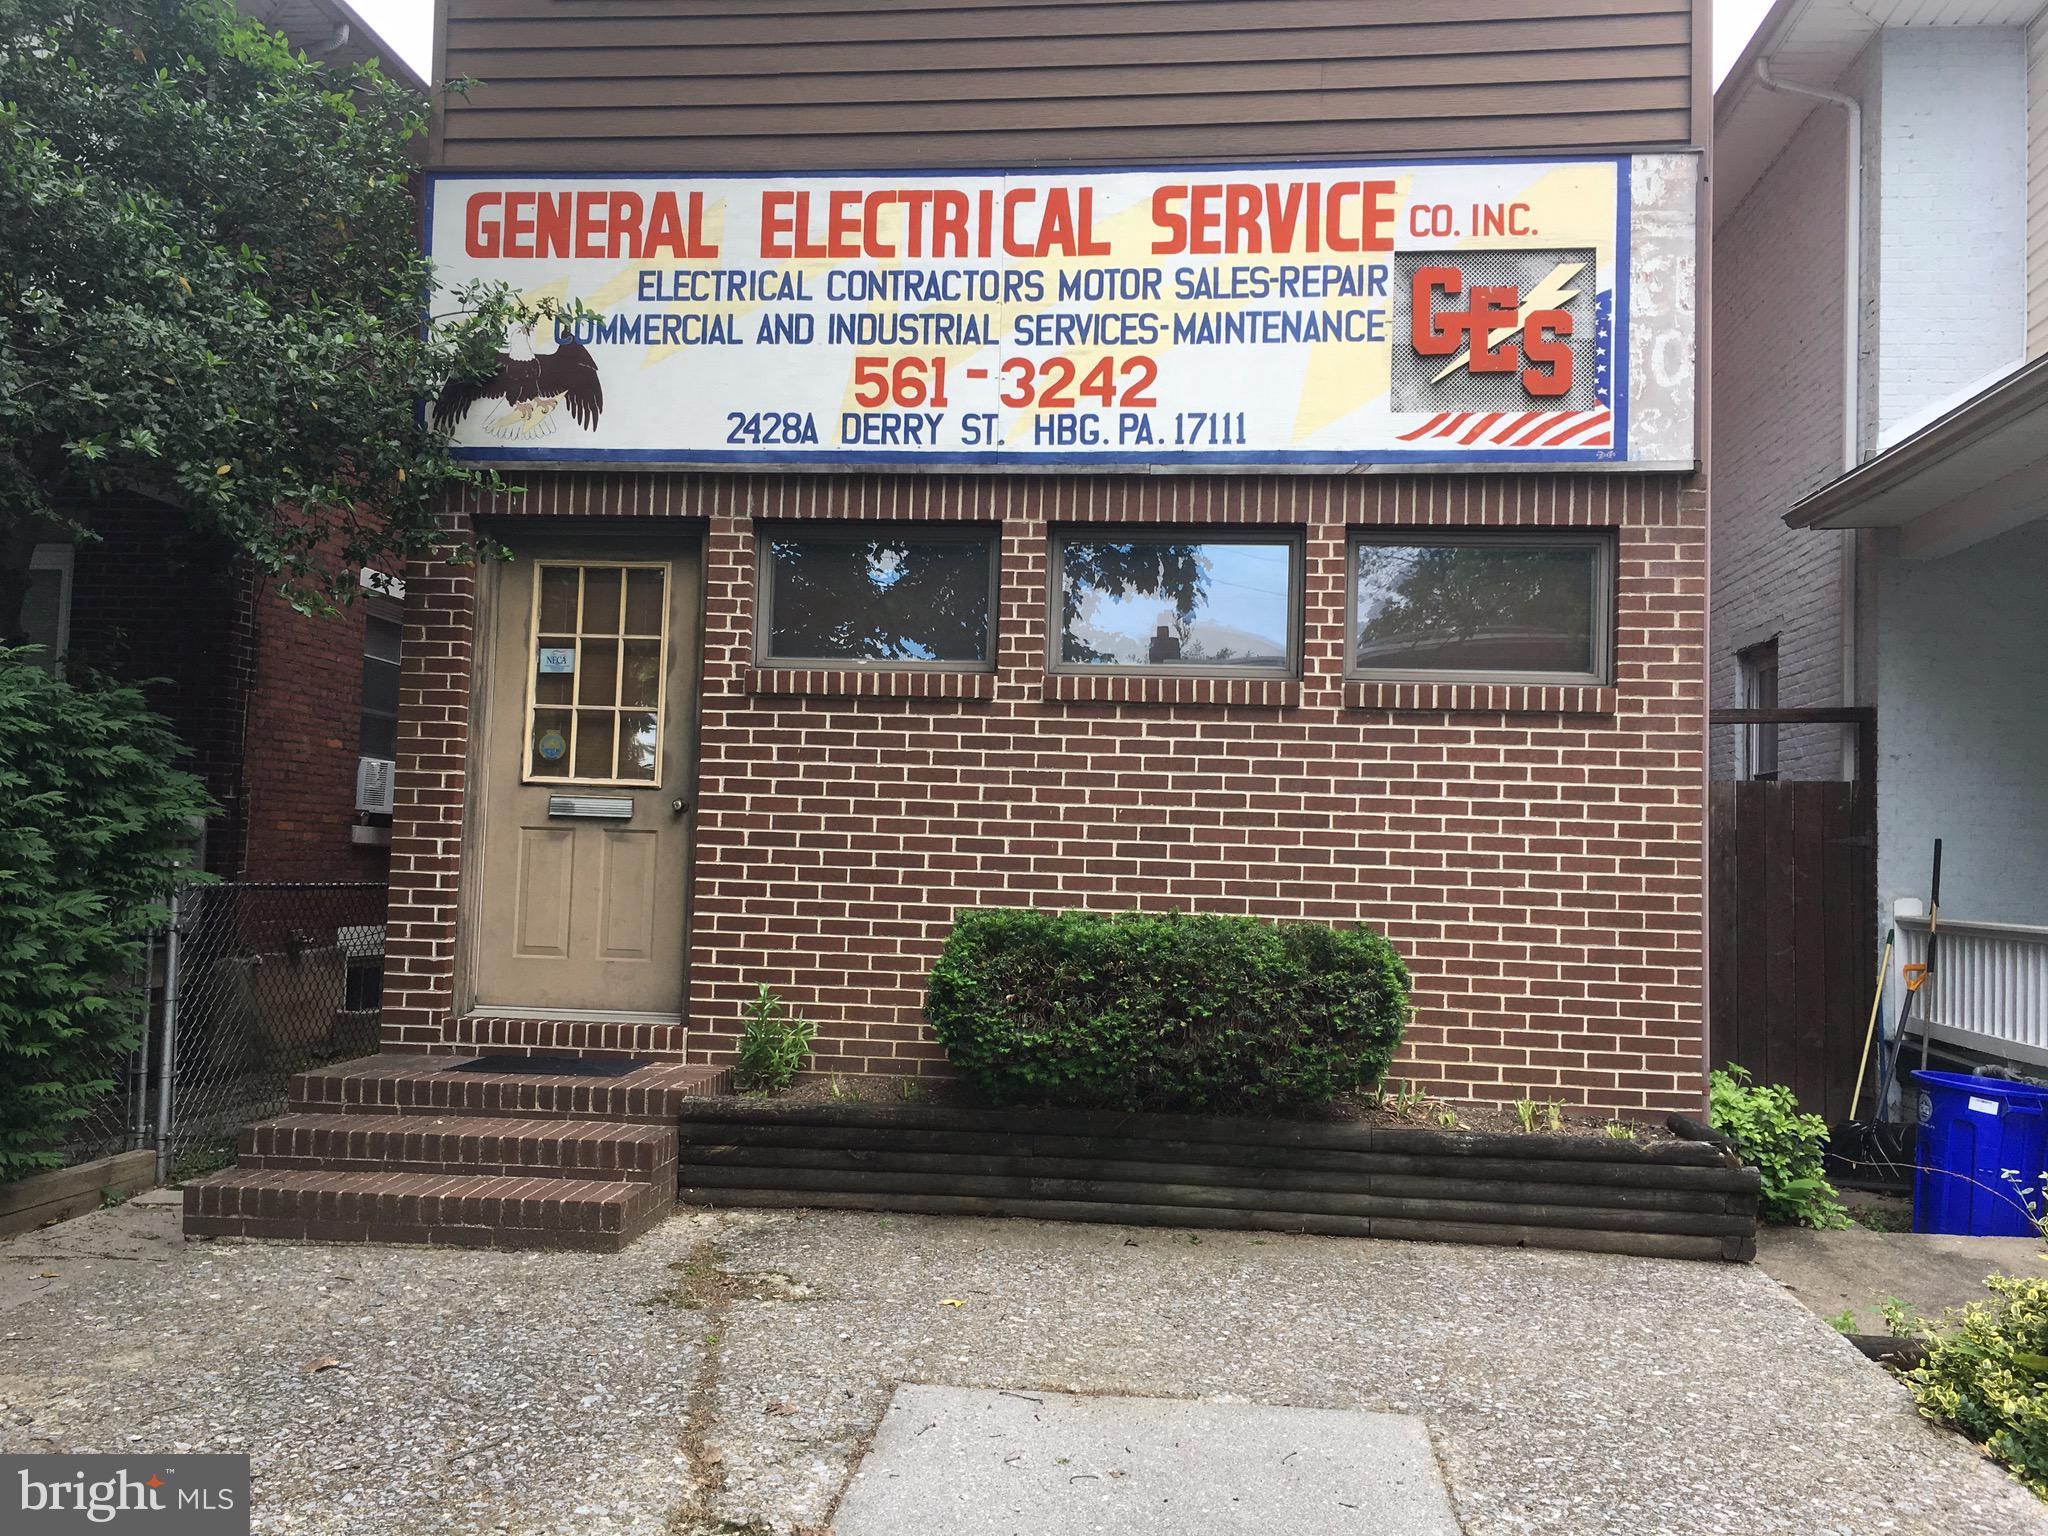 GENERAL ELECTRICAL SERVICE CO. INC.
ELECTRICAL CONTRACTORS MOTOR SALES-REPAIR
COMMERCIAL AND INDUSTRIAL SERVICES-MAINTENANCE
GES
561-3242
2428A DERRY ST. HBG. PA. 17111
NECA
bright™ MLS